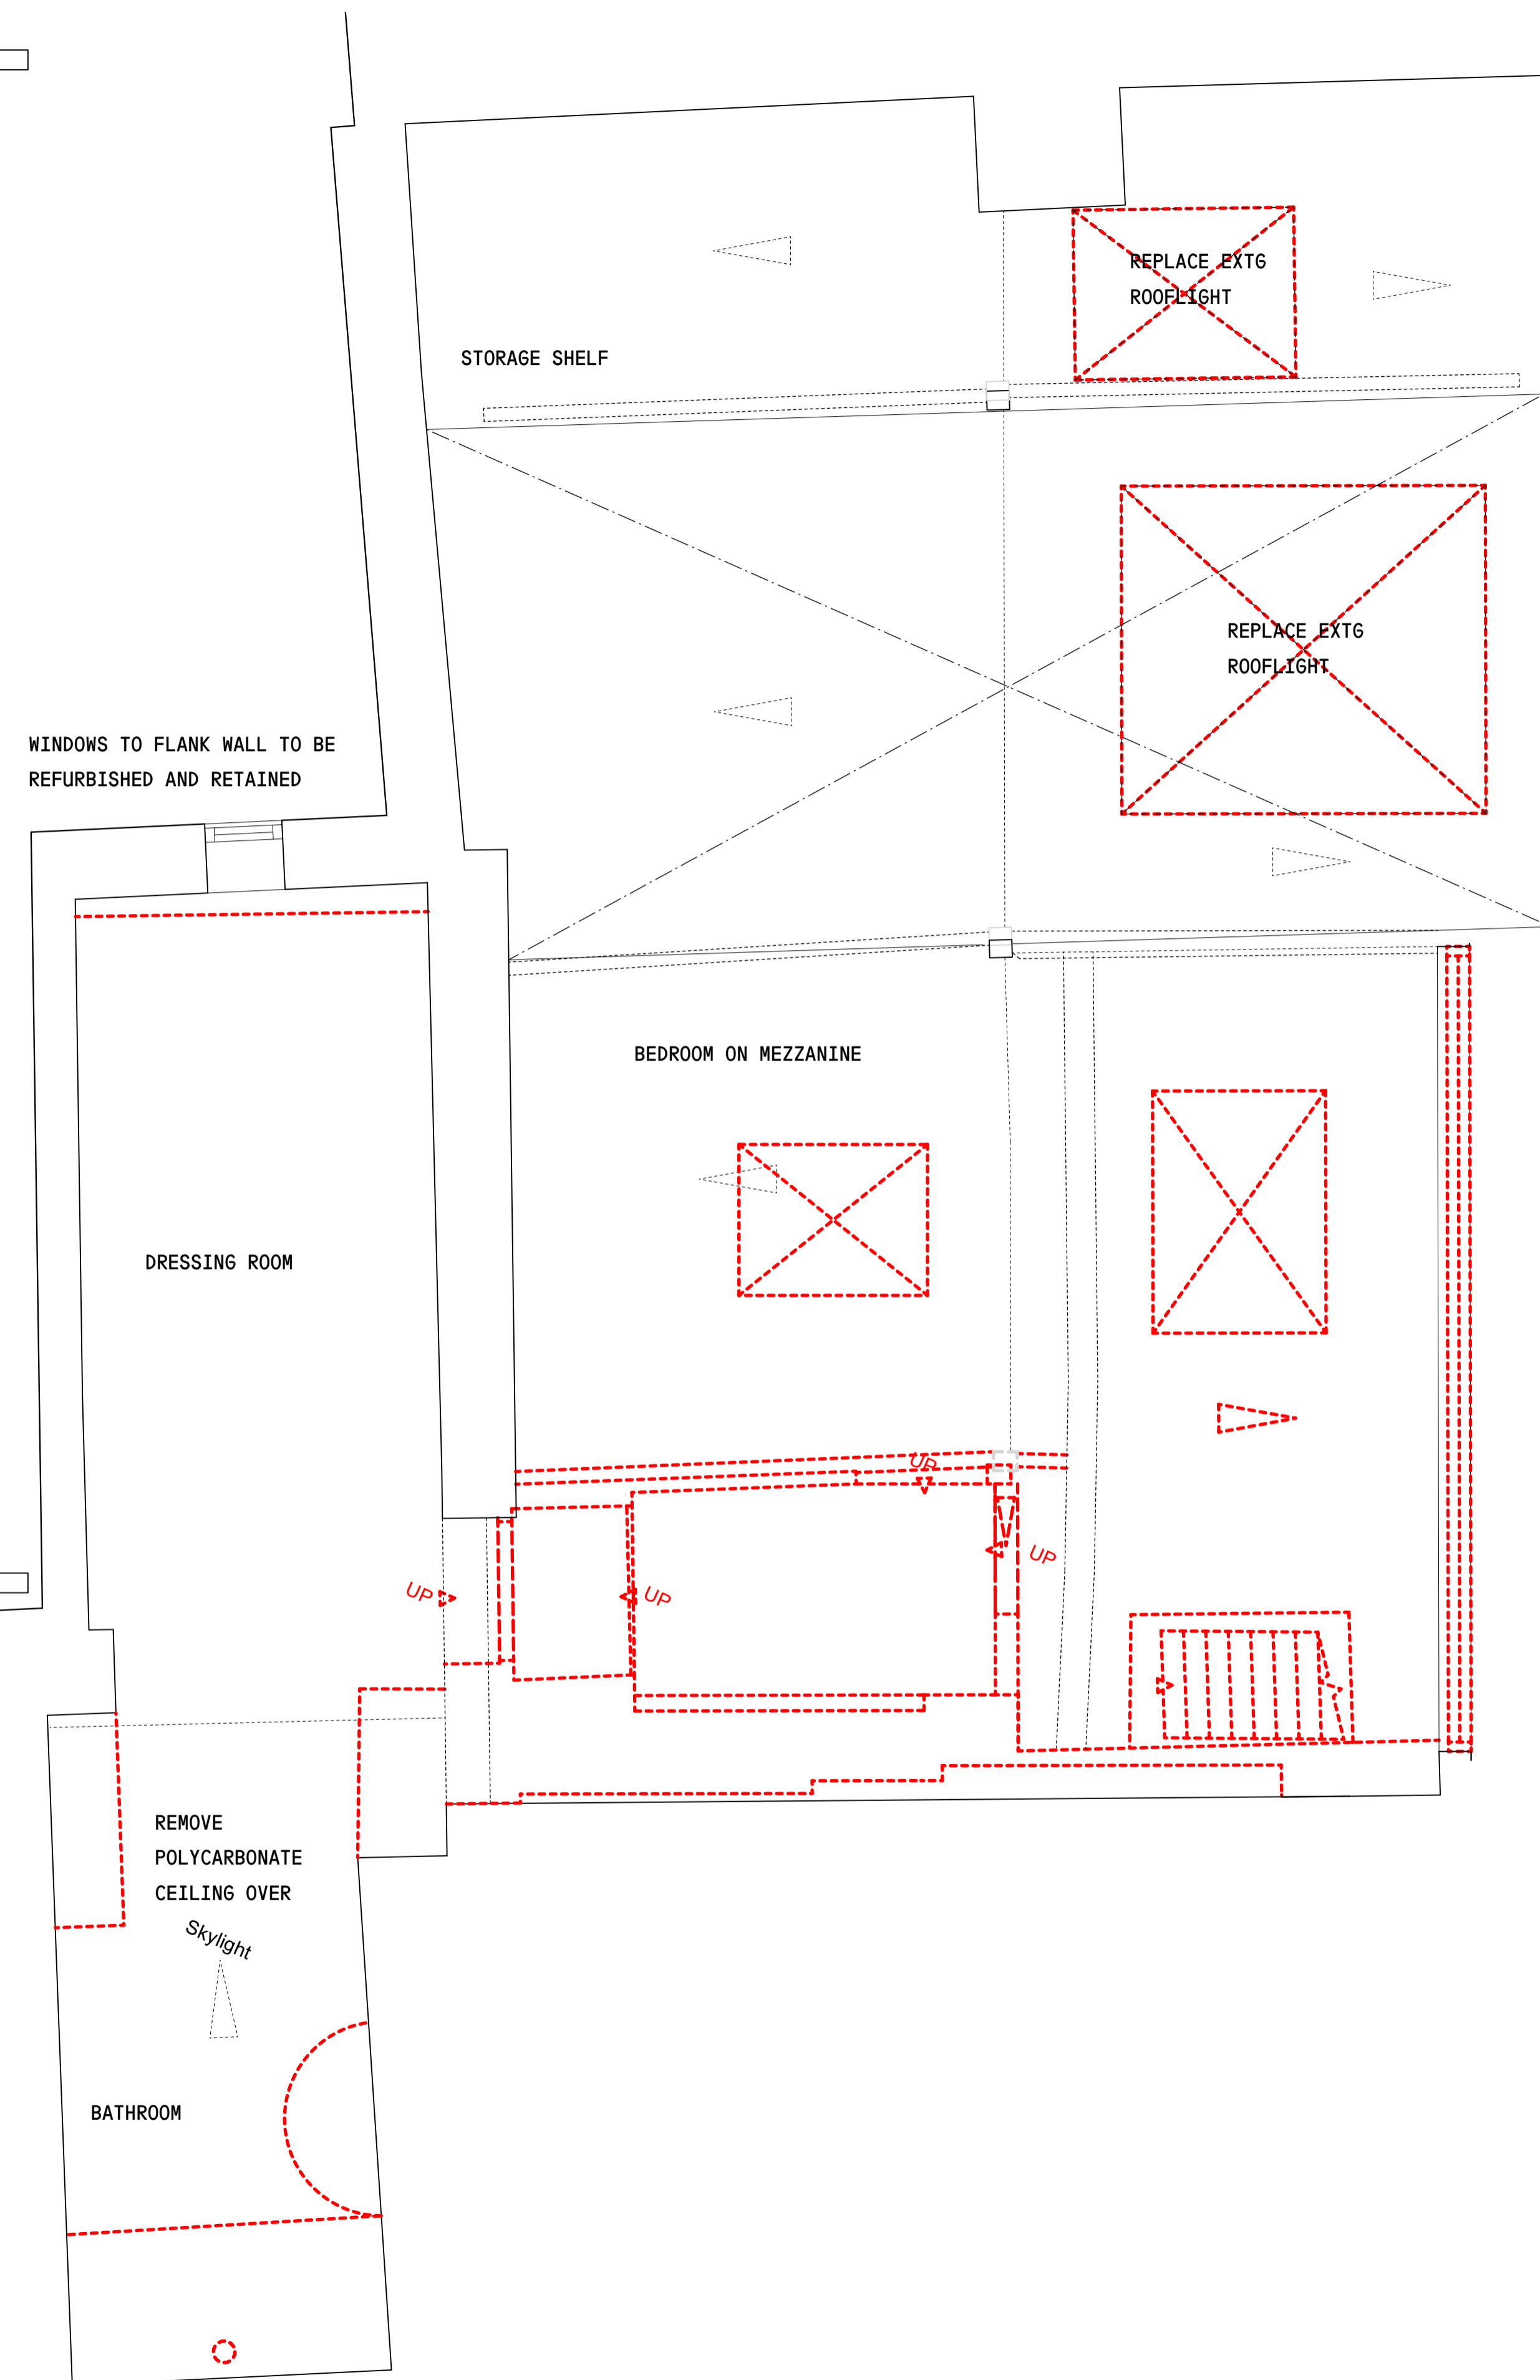 REPLACE EXTG
ROOFLIGHT
STORAGE SHELF
REPLACE EXTG
ROOFLIGHT
WINDOWS TO FLANK WALL TO BE
REFURBISHED AND RETAINED
BEDROOM ON MEZZANINE
DRESSING ROOM
UP
UP
UP
UP
REMOVE
POLYCARBONATE
CEILING OVER
Skylight
BATHROOM